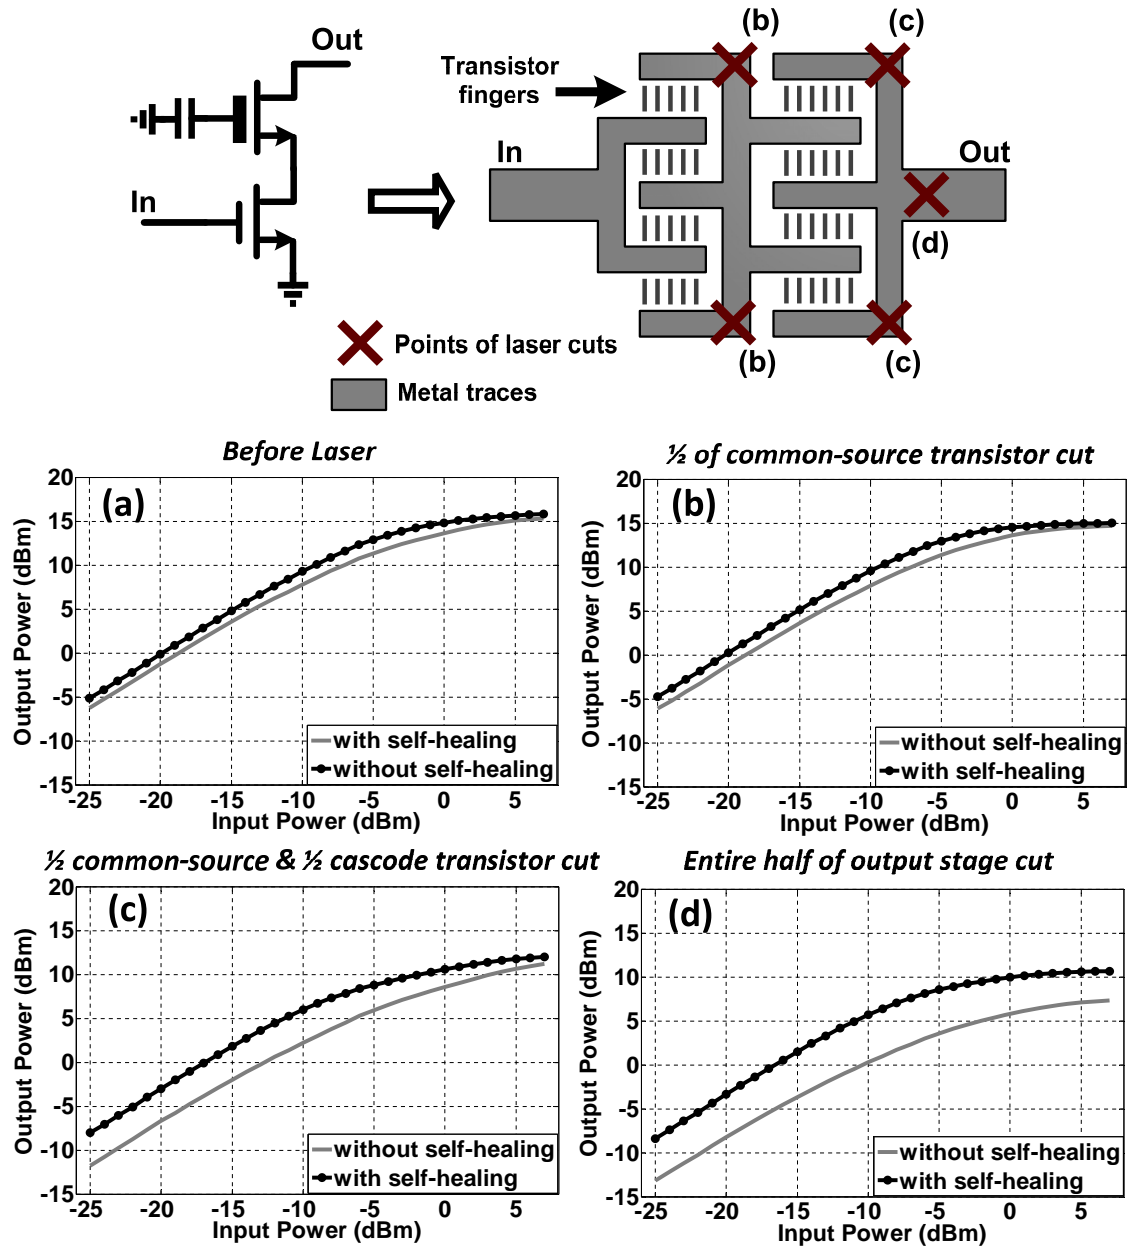 Out
In
Transistor
fingers
(b)
(c)
In
Out
(d)
(b)
(c)
Points of laser cuts
Metal traces
Before Laser
(a)
Output Power (dBm)
20
15
10
5
0
-5
-10
-15
with self-healing
without self-healing
-25 -20 -15 -10 -5 0 5
Input Power (dBm)
½ of common-source transistor cut
(b)
Output Power (dBm)
20
15
10
5
0
-5
-10
-15
without self-healing
with self-healing
-25 -20 -15 -10 -5 0 5
Input Power (dBm)
½ common-source & ½ cascode transistor cut
(c)
Output Power (dBm)
20
15
10
5
0
-5
-10
-15
without self-healing
with self-healing
-25 -20 -15 -10 -5 0 5
Input Power (dBm)
Entire half of output stage cut
(d)
Output Power (dBm)
20
15
10
5
0
-5
-10
-15
without self-healing
with self-healing
-25 -20 -15 -10 -5 0 5
Input Power (dBm)